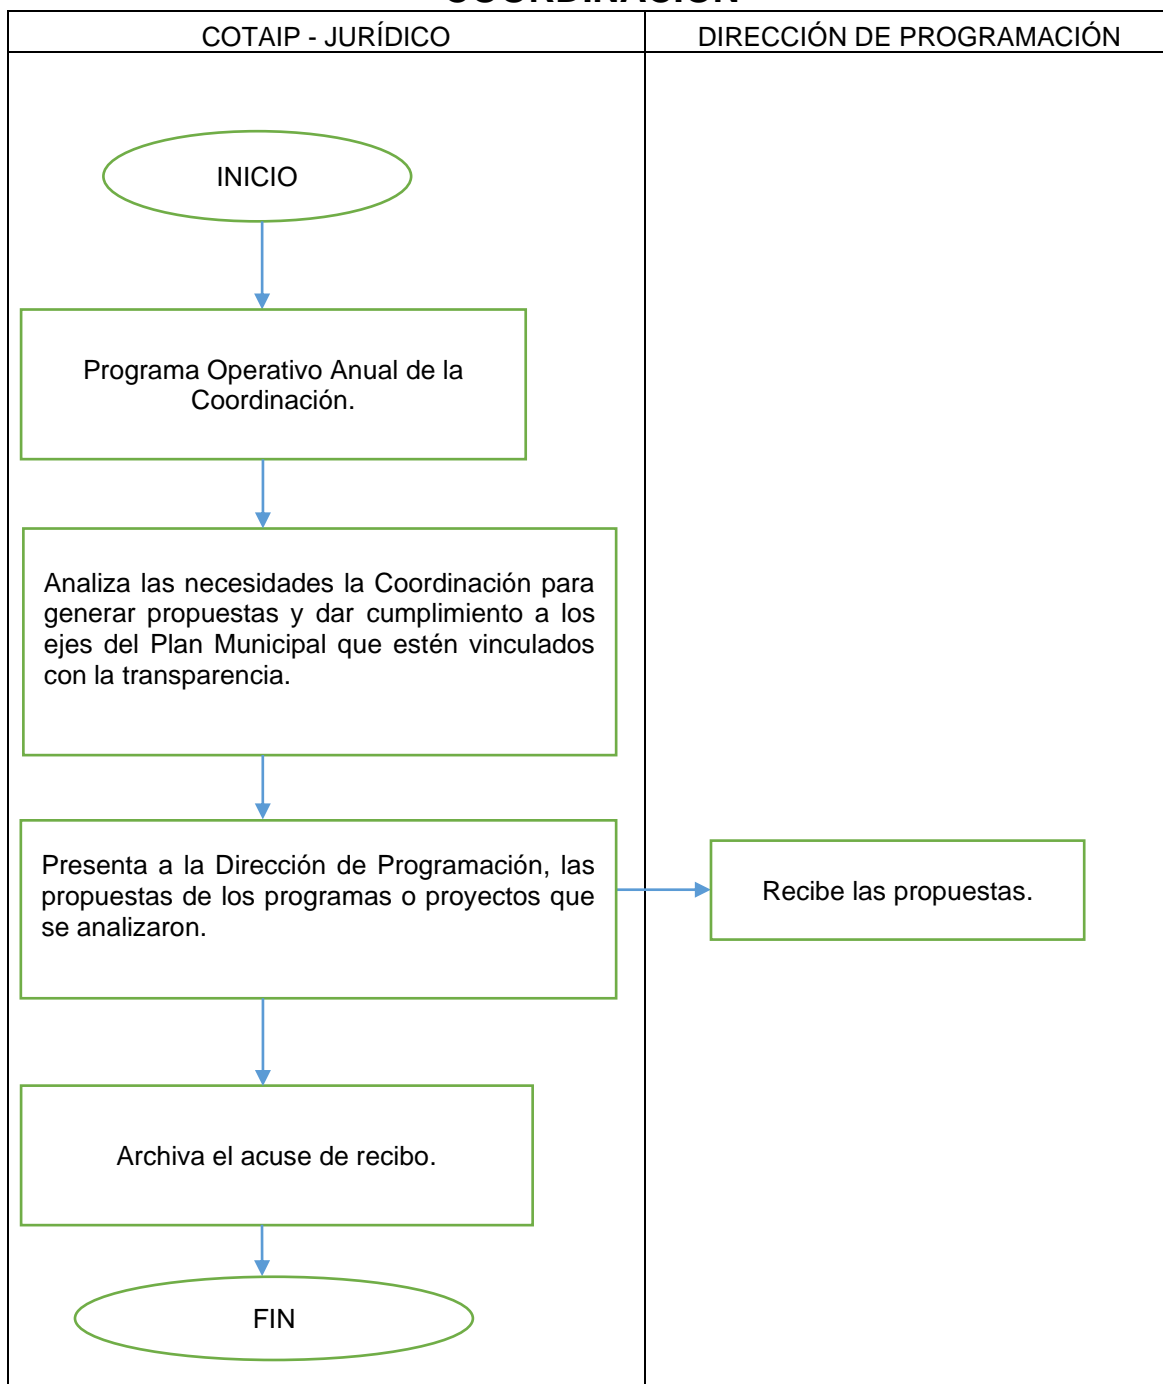 COORDINACIÓN
COTAIP - JURÍDICO
DIRECCIÓN DE PROGRAMACIÓN
INICIO
Programa Operativo Anual de la
Coordinación.
Analiza las necesidades la Coordinación para
generar propuestas y dar cumplimiento a los
ejes del Plan Municipal que estén vinculados
con la transparencia.
Presenta a la Dirección de Programación, las
propuestas de los programas o proyectos que
se analizaron.
Recibe las propuestas.
Archiva el acuse de recibo.
FIN